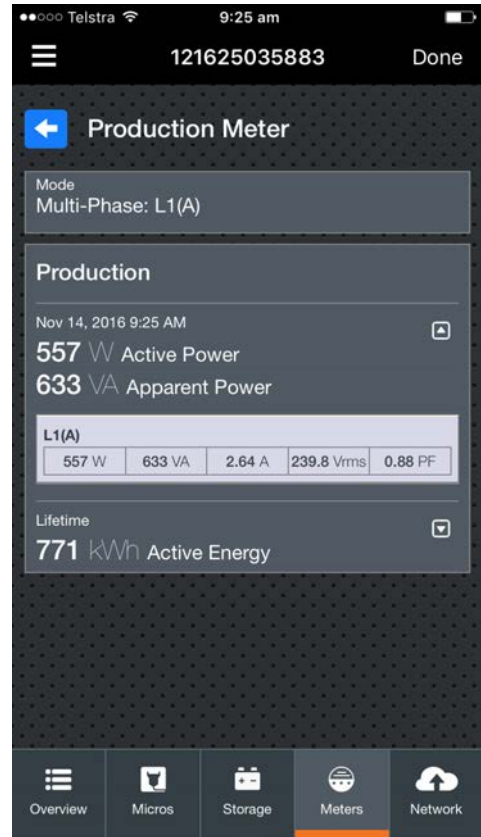 Telstra 9:25 am
121625035883 Done
Production Meter
Mode
Multi-Phase: L1(A)
Production
Nov 14, 2016 9:25 AM
557 W Active Power
633 VA Apparent Power
L1(A)
557 W 633 VA 2.64 A 239.8 Vrms 0.88 PF
Lifetime
771 kWh Active Energy
Overview Micros Storage Meters Network